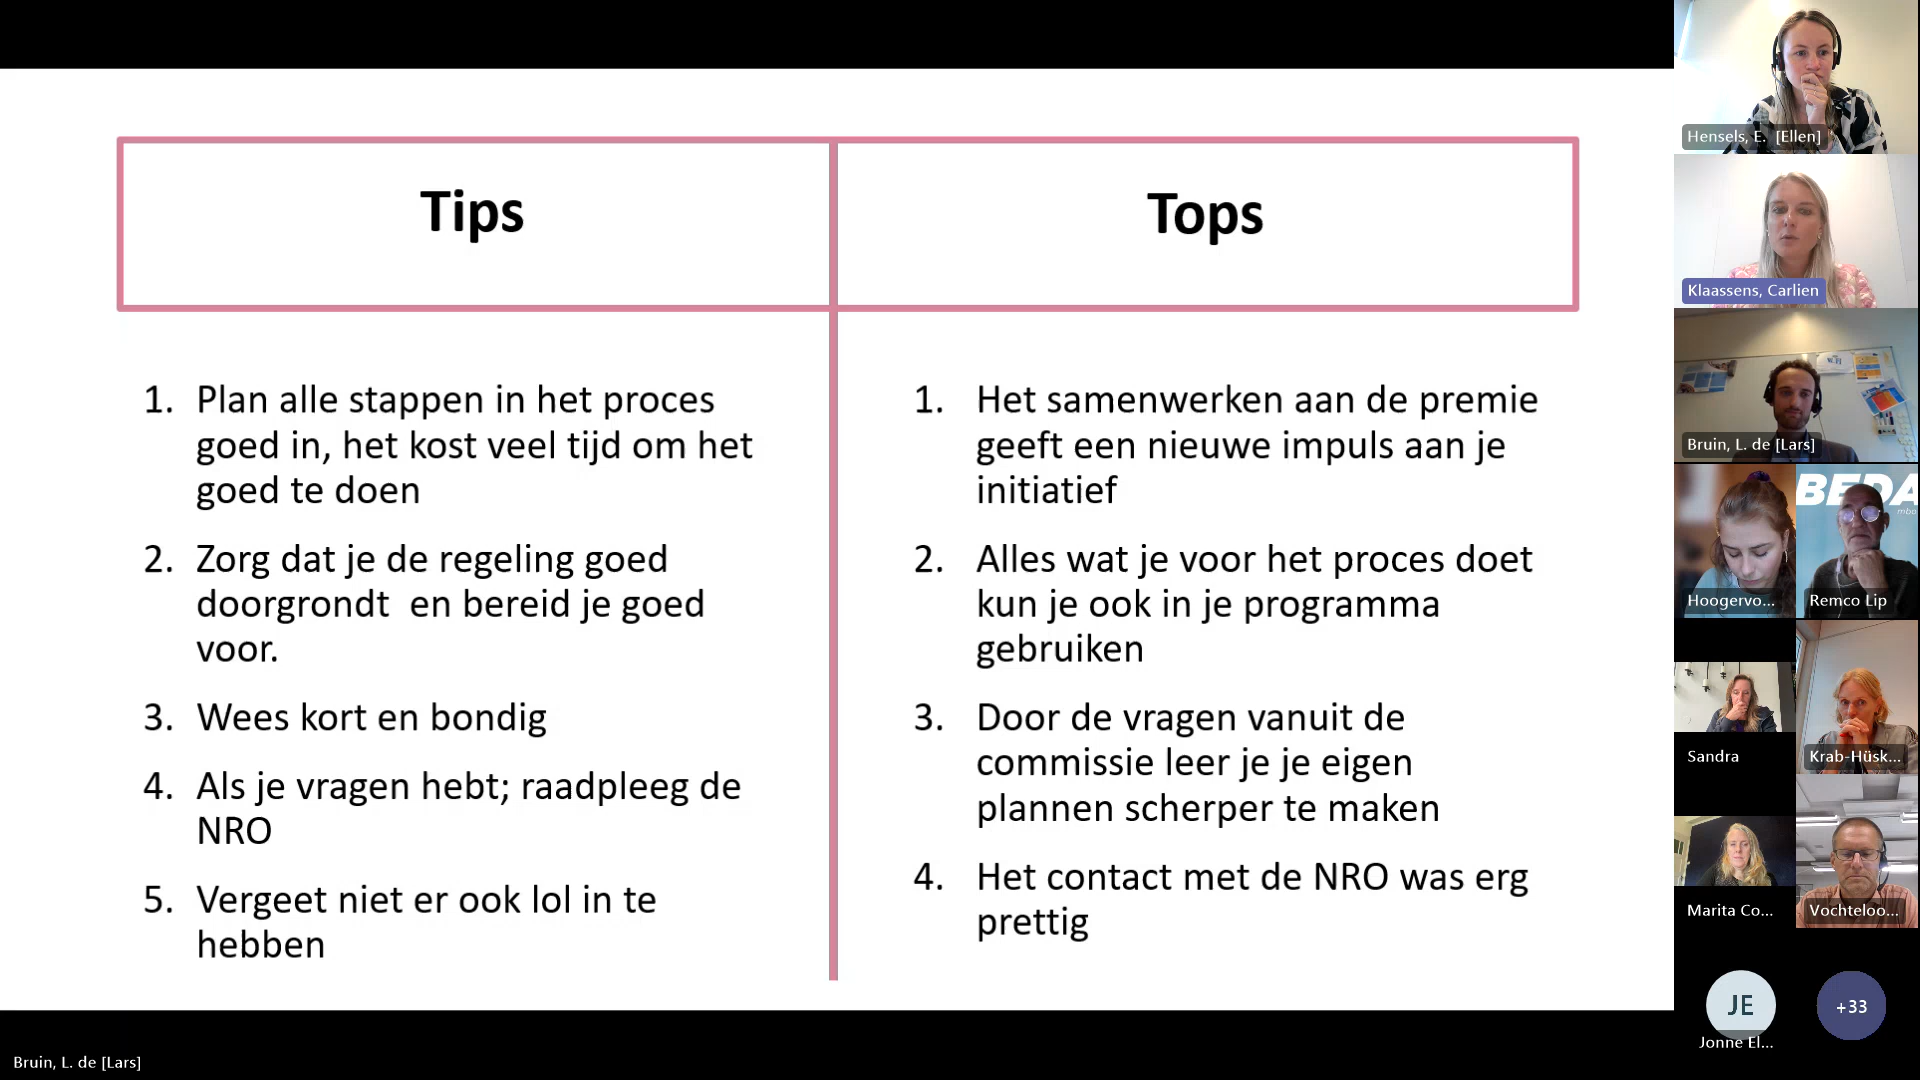 Tips
Tops
1. Plan alle stappen in het proces
goed in, het kost veel tijd om het
goed te doen
2. Zorg dat je de regeling goed
doorgrondt  en bereid je goed
voor.
3. Wees kort en bondig
4. Als je vragen hebt; raadpleeg de
NRO
5. Vergeet niet er ook lol in te
hebben
1. Het samenwerken aan de premie
geeft een nieuwe impuls aan je
initiatief
2. Alles wat je voor het proces doet
kun je ook in je programma
gebruiken
3. Door de vragen vanuit de
commissie leer je je eigen
plannen scherper te maken
4. Het contact met de NRO was erg
prettig
Hensels, E. [Ellen]
Klaassens, Carlien
Bruin, L. de [Lars]
BEDA
mbo
Hoogervo...
Remco Lip
Sandra
Krab-Hüsk...
Marita Co...
Vochteloo...
JE
Jonne El...
+33
Bruin, L. de [Lars]